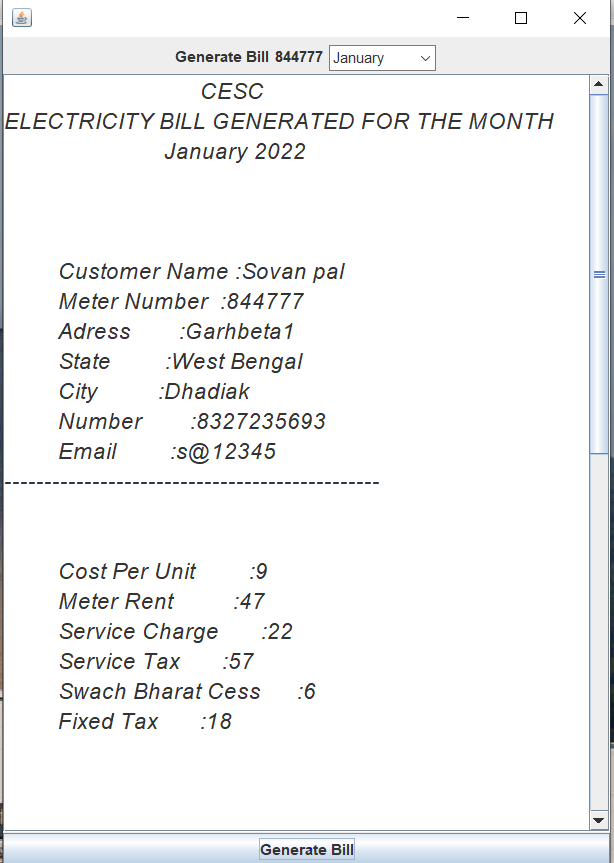 Generate Bill 844777 January
CESC
ELECTRICITY BILL GENERATED FOR THE MONTH
January 2022
Customer Name :Sovan pal
Meter Number :844777
Adress :Garhbeta1
State :West Bengal
City :Dhadiak
Number :8327235693
Email :s@12345
-----------------------------------------------
Cost Per Unit :9
Meter Rent :47
Service Charge :22
Service Tax :57
Swach Bharat Cess :6
Fixed Tax :18
Generate Bill